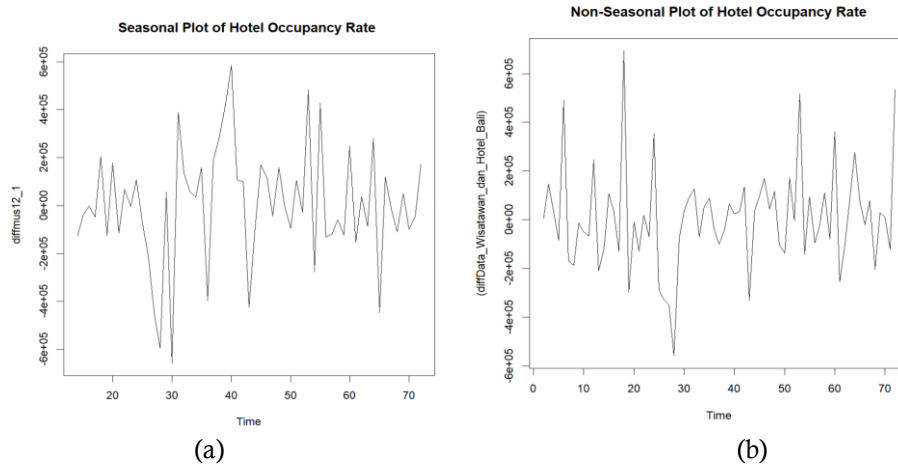 Seasonal Plot of Hotel Occupancy Rate
diffmus12_1
6e+05
4e+05
2e+05
0e+00
-2e+05
-4e+05
-6e+05
20 30 40 50 60 70
Time
(a)
Non-Seasonal Plot of Hotel Occupancy Rate
(diffData_Wisatawan_dan_Hotel_Bali)
6e+05
4e+05
2e+05
0e+00
-2e+05
-4e+05
-6e+05
0 10 20 30 40 50 60 70
Time
(b)